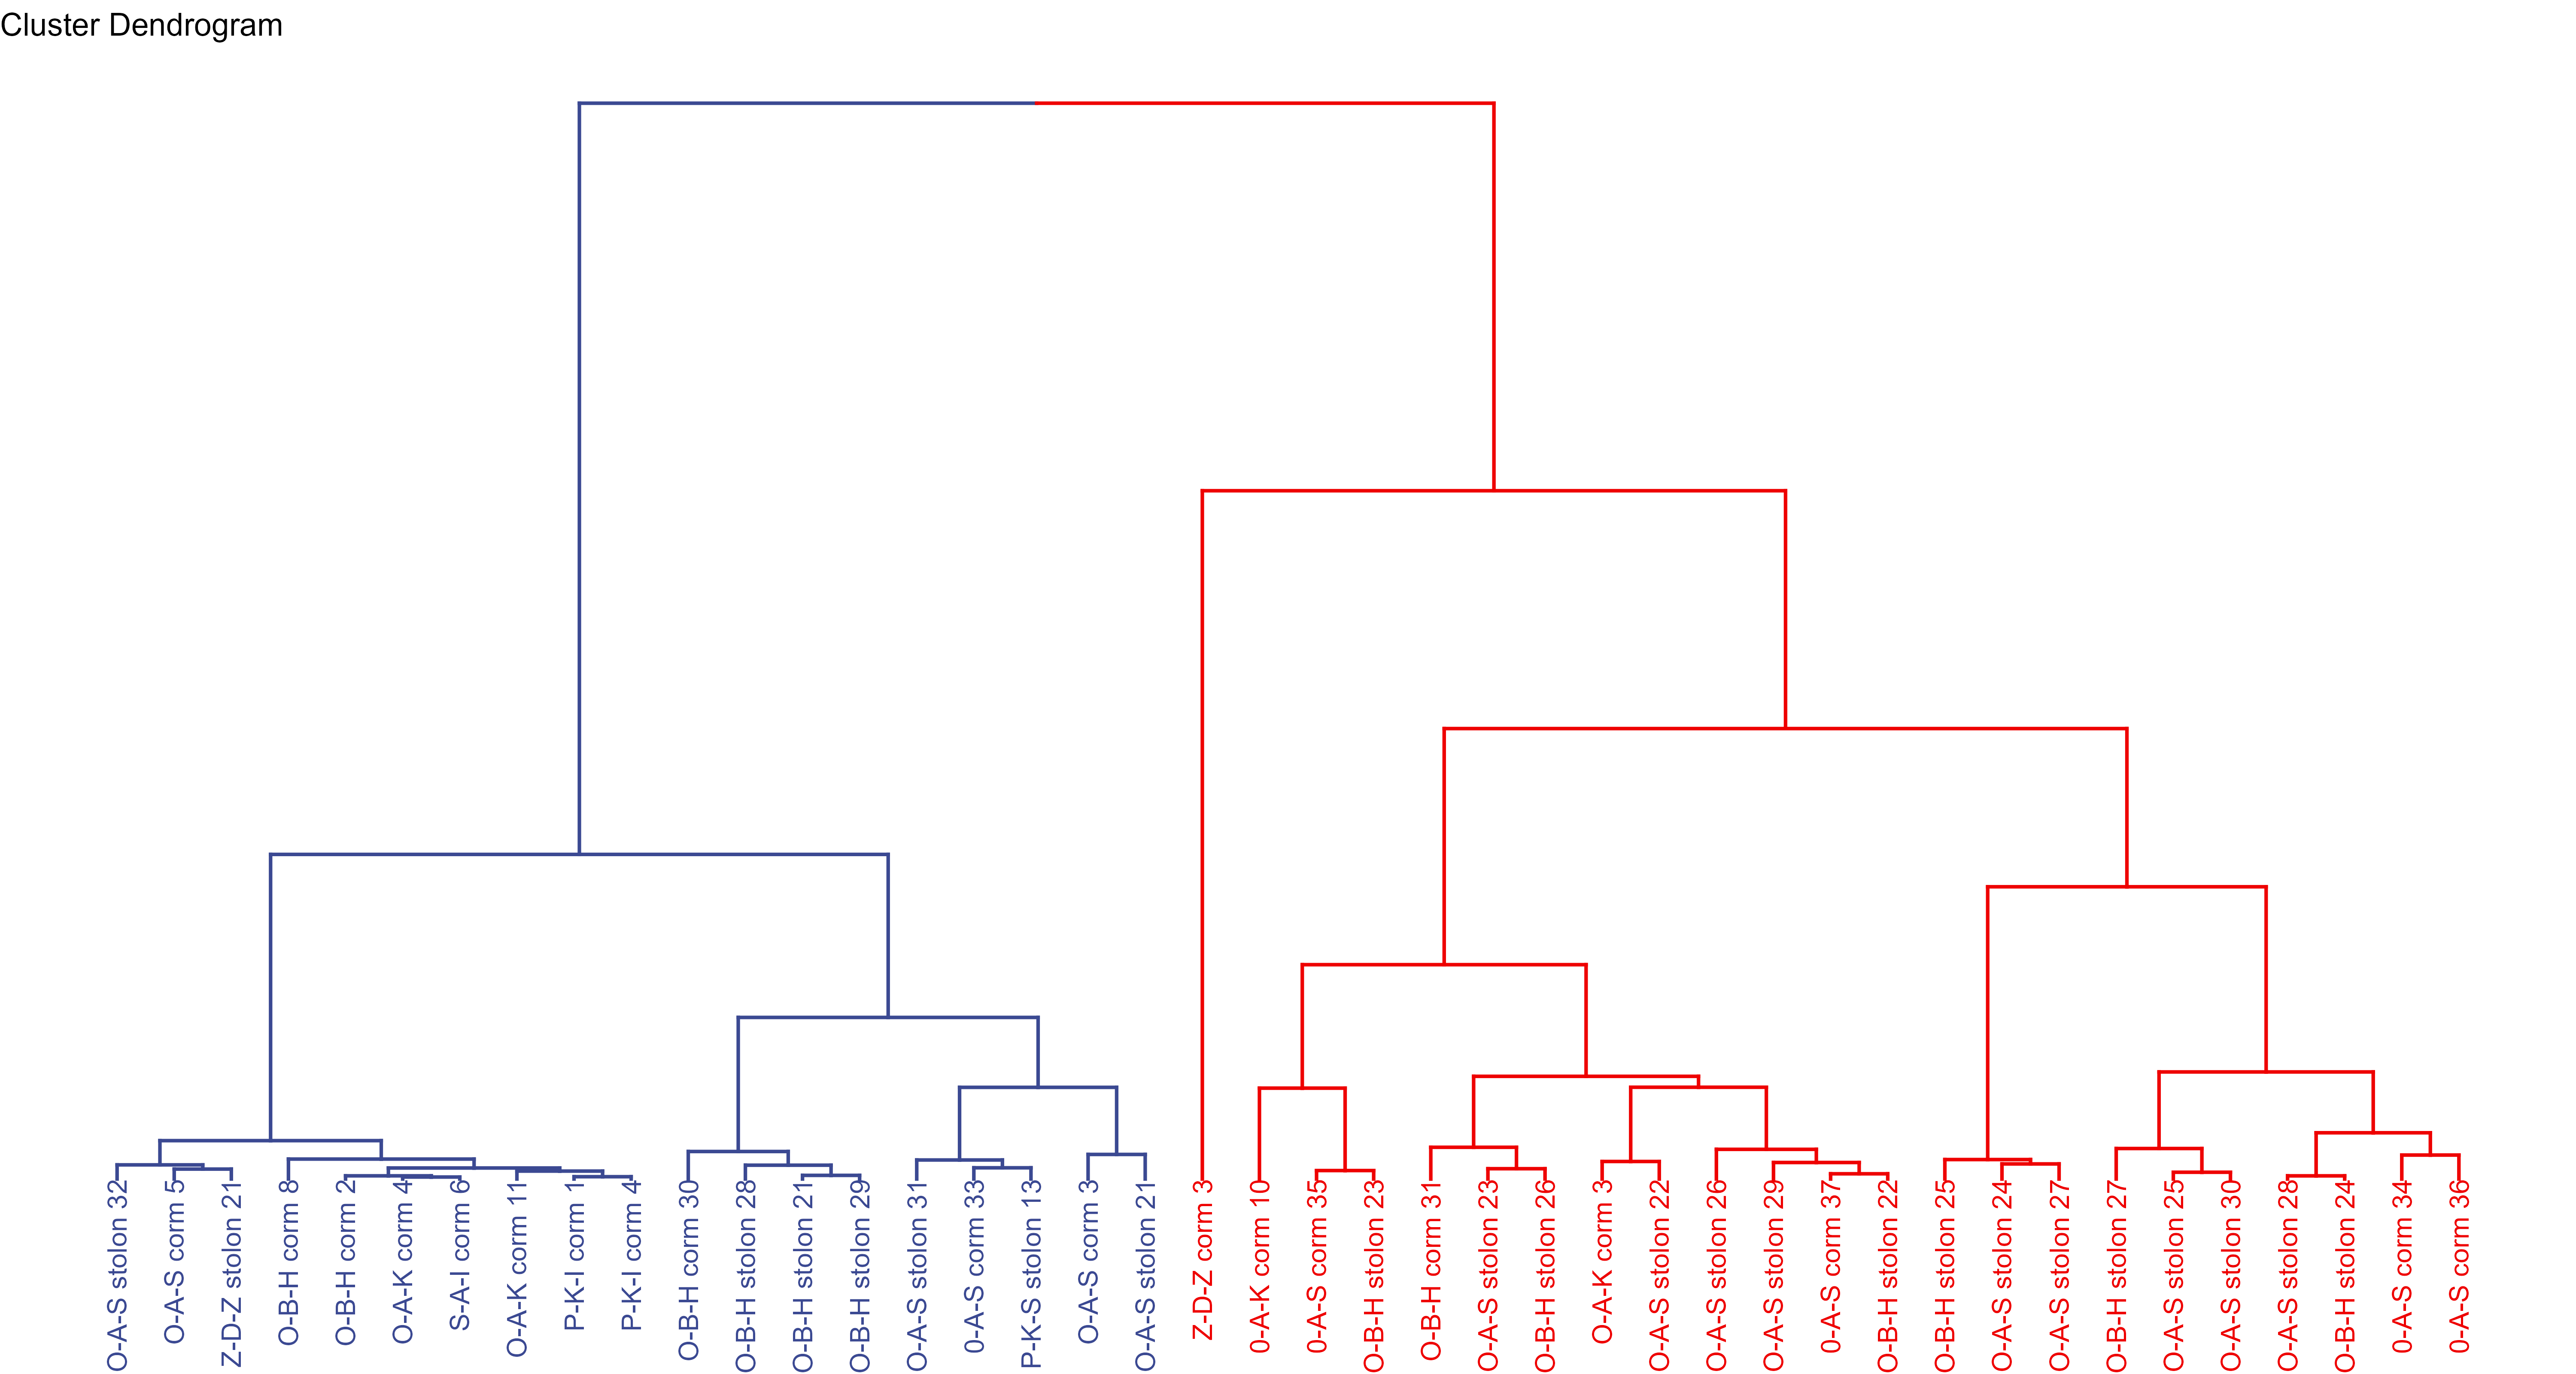 Cluster Dendrogram
O-A-S stolon 32
O-A-S corm 5
Z-D-Z stolon 21
O-B-H corm 8
O-B-H corm 2
O-A-K corm 4
S-A-I corm 6
O-A-K corm 11
P-K-I corm 1
P-K-I corm 4
O-B-H corm 30
O-B-H stolon 28
O-B-H stolon 21
O-B-H stolon 29
O-A-S stolon 31
0-A-S corm 33
P-K-S stolon 13
O-A-S corm 3
O-A-S stolon 21
Z-D-Z corm 3
0-A-K corm 10
0-A-S corm 35
O-B-H stolon 23
O-B-H corm 31
O-A-S stolon 23
O-B-H stolon 26
O-A-K corm 3
O-A-S stolon 22
O-A-S stolon 26
O-A-S stolon 29
0-A-S corm 37
O-B-H stolon 22
O-B-H stolon 25
O-A-S stolon 24
O-A-S stolon 27
O-B-H stolon 27
O-A-S stolon 25
O-A-S stolon 30
O-A-S stolon 28
O-B-H stolon 24
0-A-S corm 34
0-A-S corm 36